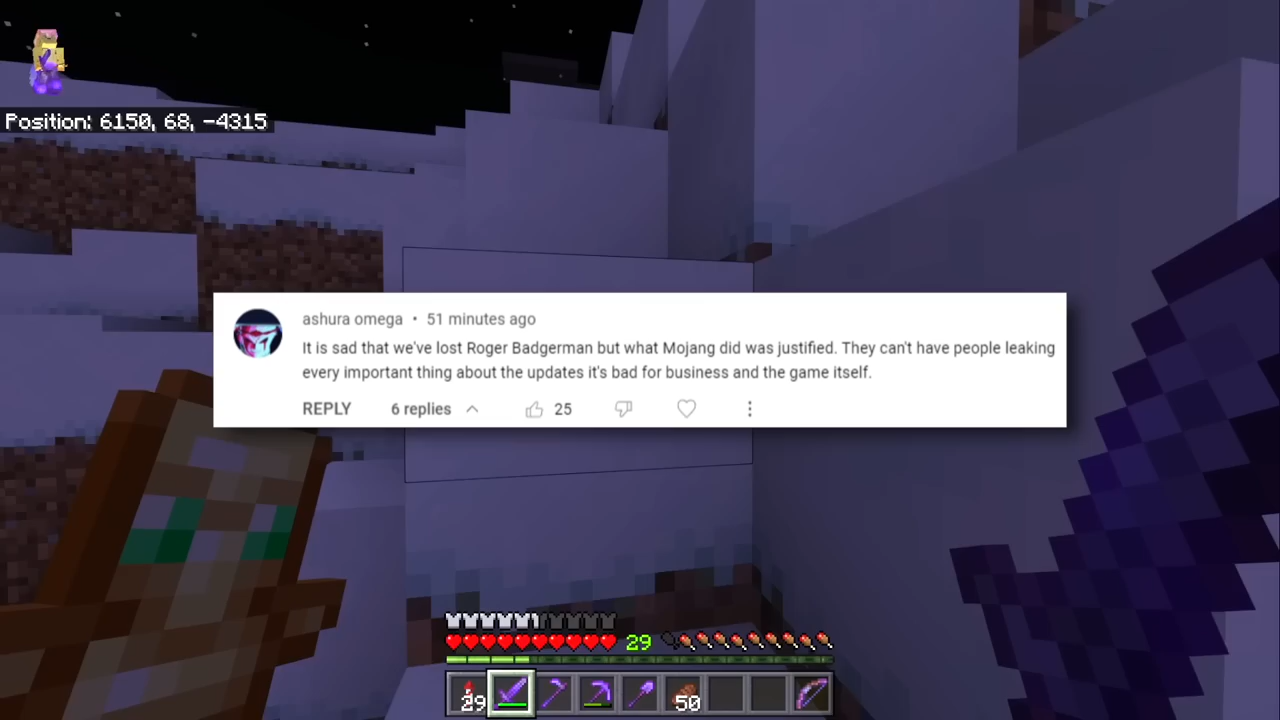 Position: 6150, 68, -4315
ashura omega • 51 minutes ago
It is sad that we've lost Roger Badgerman but what Mojang did was justified. They can't have people leaking
every important thing about the updates it's bad for business and the game itself.
REPLY 6 replies 25
29
29 50